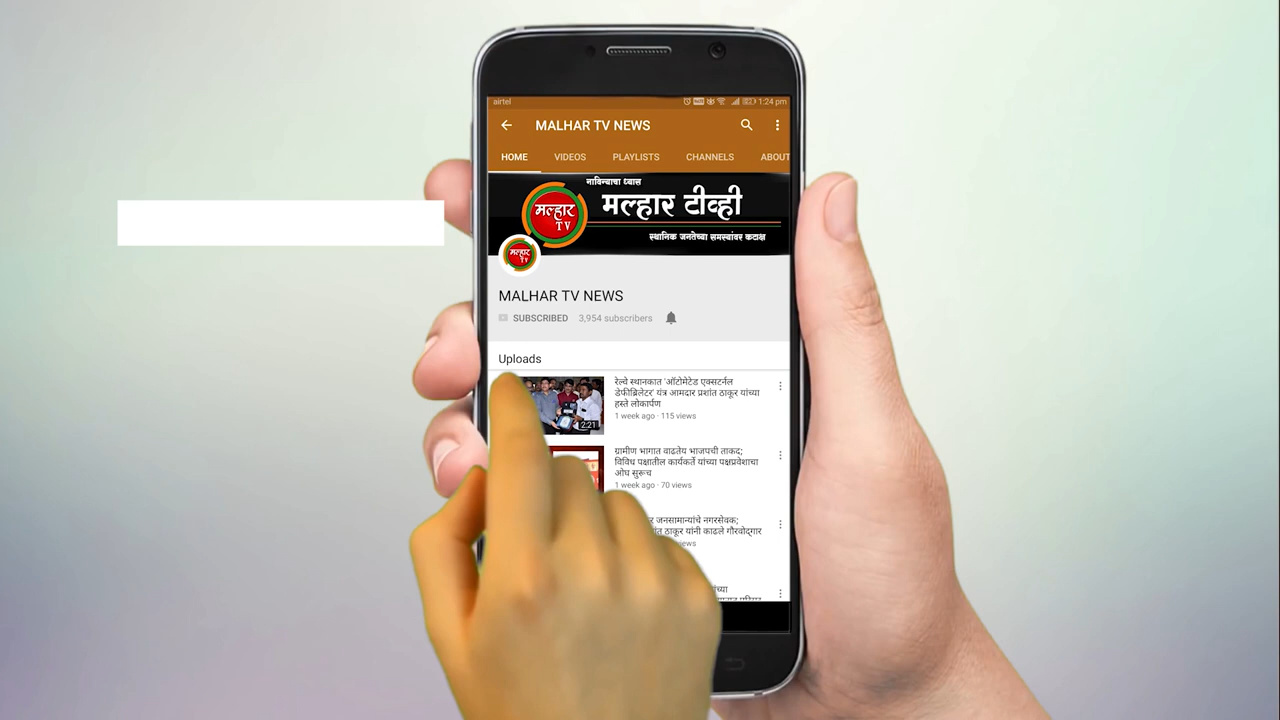 airtel
1:24 pm
MALHAR TV NEWS
HOME VIDEOS PLAYLISTS CHANNELS ABOUT
नाविन्याचा ध्यास
मल्हार टीव्ही
मल्हार
TV
स्थानिक जनतेच्या समस्यांवर कटाक्ष
मल्हार
TV
MALHAR TV NEWS
SUBSCRIBED 3,954 subscribers
Uploads
रेल्वे स्थानकात 'ऑटोमेटेड एक्सटर्नल
डेफीब्रिलेटर' यंत्र आमदार प्रशांत ठाकूर यांच्या
हस्ते लोकार्पण
1 week ago · 115 views
2:21
ग्रामीण भागात वाढतेय भाजपची ताकद;
विविध पक्षातील कार्यकर्ते यांच्या पक्षप्रवेशाचा
ओघ सुरूच
1 week ago · 70 views
जनसामान्यांचे नगरसेवक;
ठाकूर यांनी काढले गौरवोद्गार